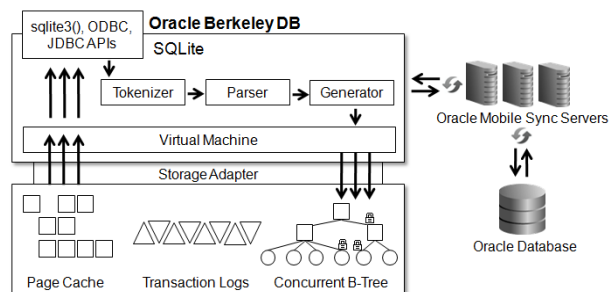 Oracle Berkeley DB
sqlite3(), ODBC,
JDBC APIs
SQLite
Tokenizer
Parser
Generator
Virtual Machine
Storage Adapter
Page Cache
Transaction Logs
Concurrent B-Tree
Oracle Mobile Sync Servers
Oracle Database